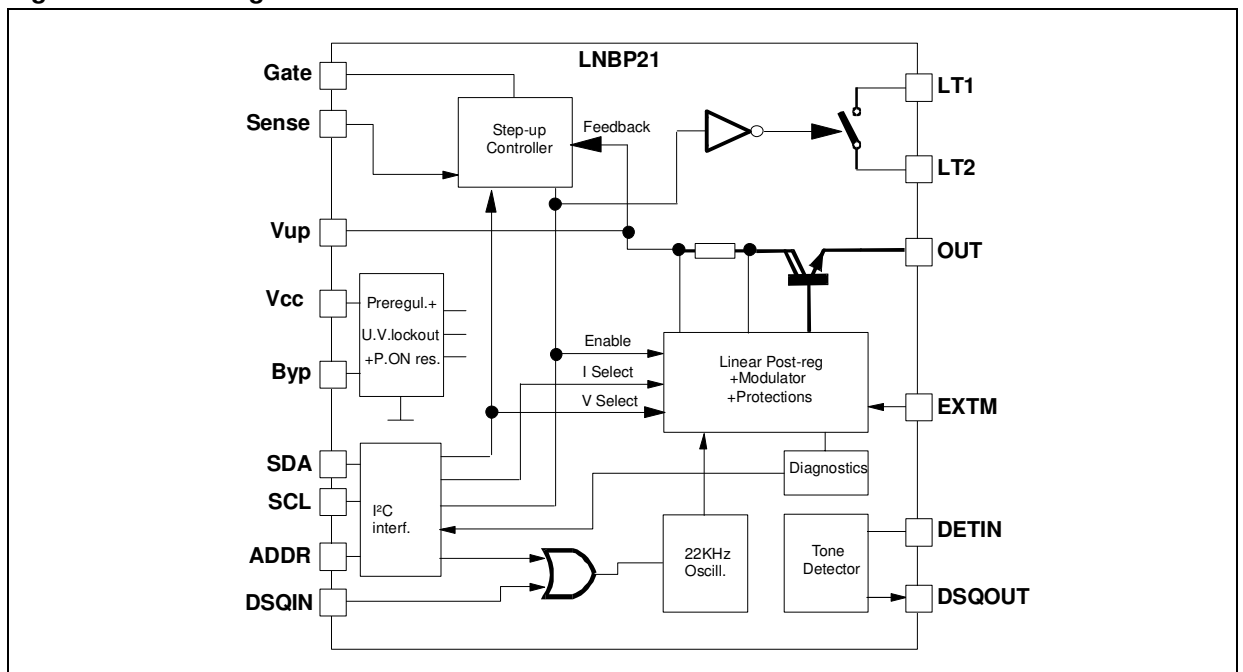 LNBP21
Gate
Sense
Step-up
Controller
Feedback
LT1
LT2
Vup
OUT
Vcc
Preregul.+
U.V.lockout
+P.ON res.
Byp
Enable
I Select
V Select
Linear Post-reg
+Modulator
+Protections
EXTM
SDA
SCL
I²C
interf.
Diagnostics
ADDR
DSQIN
22KHz
Oscill.
Tone
Detector
DETIN
DSQOUT